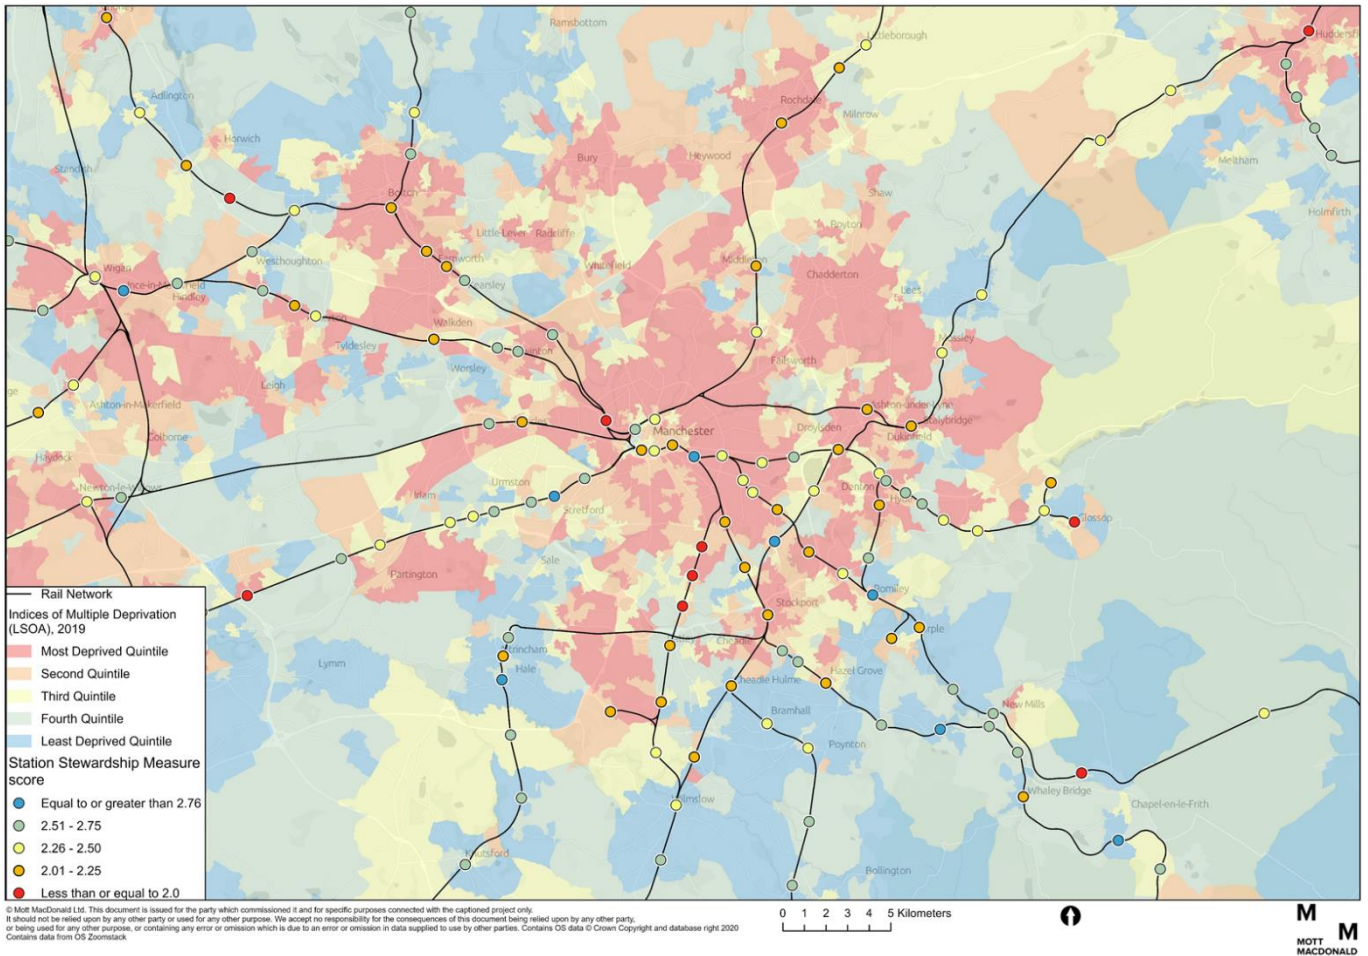 Ramsbottom
Littleborough
Adlington
Rochdale
Milnrow
Horwich
Bury
Heywood
Meltham
Standish
Bolton
Shaw
Holmfirth
Royton
Little Lever
Radcliffe
Westhoughton
Farnworth
Middleton
Wigan
Whitefield
Chadderton
Hindley
Lees
Walkden
Tyldesley
Mossley
Failsworth
Worsley
Leigh
Ashton-in-Makerfield
Ashton-under-Lyne
Golborne
Manchester
Droylsden
Stalybridge
Dukinfield
Haydock
Newton-le-Willows
Urmston
Irlam
Denton
Stretford
Glossop
Sale
Partington
Romiley
Stockport
Lymm
Altrincham
Hale
Cheadle Hulme
Hazel Grove
New Mills
Bramhall
Poynton
Whaley Bridge
Chapel-en-le-Frith
Wilmslow
Knutsford
Bollington
Rail Network
Indices of Multiple Deprivation
(LSOA), 2019
Most Deprived Quintile
Second Quintile
Third Quintile
Fourth Quintile
Least Deprived Quintile
Station Stewardship Measure
score
Equal to or greater than 2.76
2.51 - 2.75
2.26 - 2.50
2.01 - 2.25
Less than or equal to 2.0
© Mott MacDonald Ltd. This document is issued for the party which commissioned it and for specific purposes connected with the captioned project only.
It should not be relied upon by any other party or used for any other purpose. We accept no responsibility for the consequences of this document being relied upon by any other party,
or being used for any other purpose, or containing any error or omission which is due to an error or omission in data supplied to use by other parties. Contains OS data © Crown Copyright and database right 2020
Contains data from OS Zoomstack
0 1 2 3 4 5 Kilometers
M
M
MOTT
MACDONALD